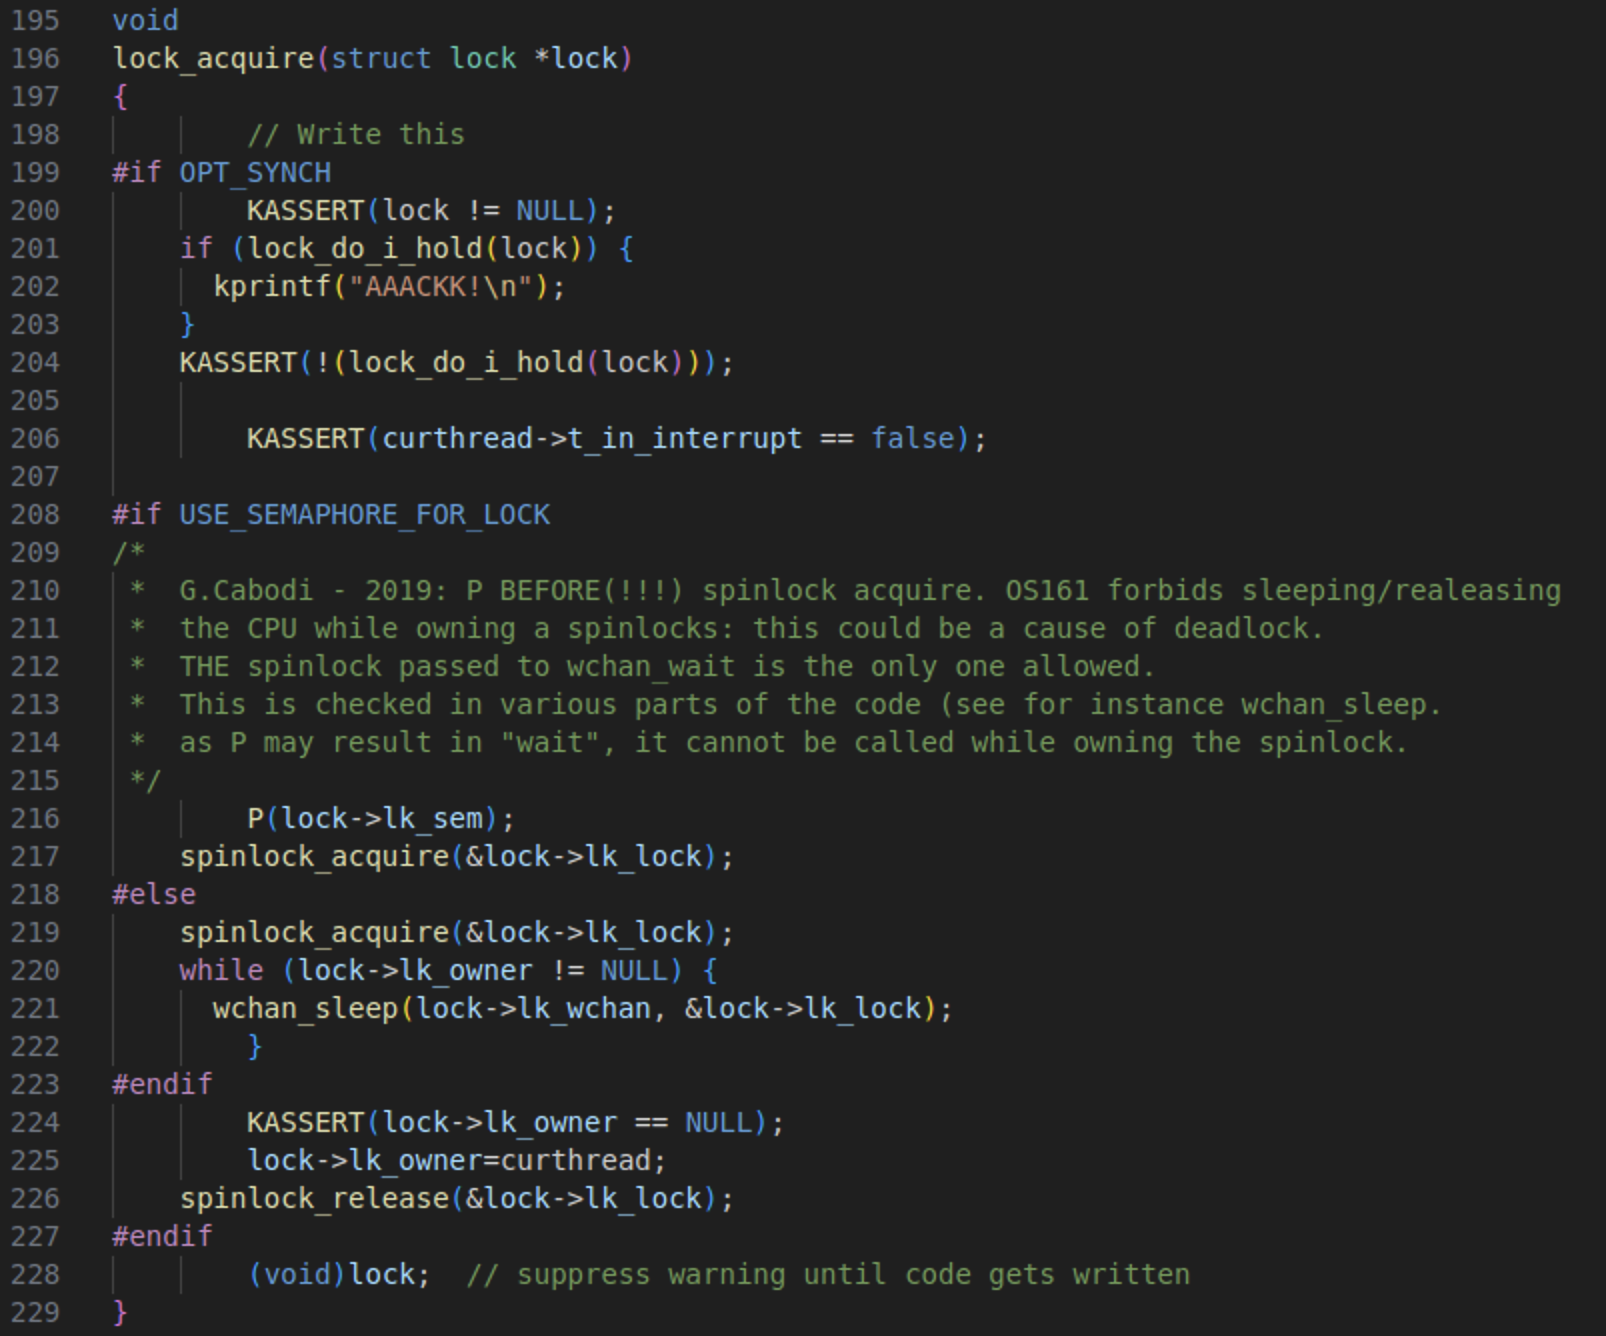 195 void
196 lock_acquire(struct lock *lock)
197 {
198 // Write this
199 #if OPT_SYNCH
200 KASSERT(lock != NULL);
201 if (lock_do_i_hold(lock)) {
202 kprintf("AAACKK!\n");
203 }
204 KASSERT(!(lock_do_i_hold(lock)));
205
206 KASSERT(curthread->t_in_interrupt == false);
207
208 #if USE_SEMAPHORE_FOR_LOCK
209 /*
210 * G.Cabodi - 2019: P BEFORE(!!!) spinlock acquire. OS161 forbids sleeping/realeasing
211 * the CPU while owning a spinlocks: this could be a cause of deadlock.
212 * THE spinlock passed to wchan_wait is the only one allowed.
213 * This is checked in various parts of the code (see for instance wchan_sleep.
214 * as P may result in "wait", it cannot be called while owning the spinlock.
215 */
216 P(lock->lk_sem);
217 spinlock_acquire(&lock->lk_lock);
218 #else
219 spinlock_acquire(&lock->lk_lock);
220 while (lock->lk_owner != NULL) {
221 wchan_sleep(lock->lk_wchan, &lock->lk_lock);
222 }
223 #endif
224 KASSERT(lock->lk_owner == NULL);
225 lock->lk_owner=curthread;
226 spinlock_release(&lock->lk_lock);
227 #endif
228 (void)lock; // suppress warning until code gets written
229 }